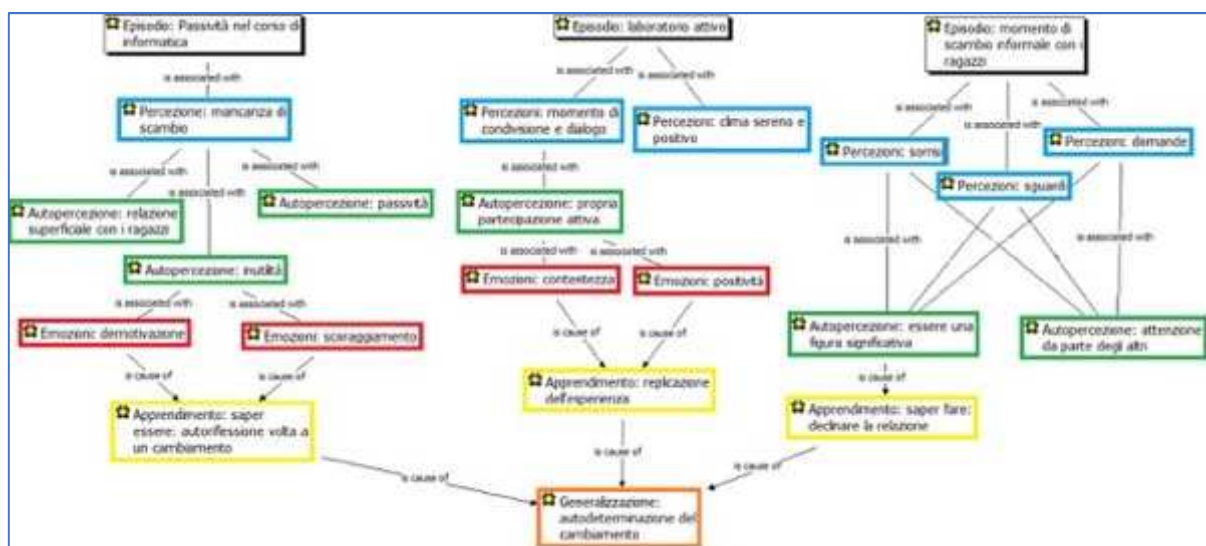 Episodio: Passività nel corso di
informatica
Episodio: laboratorio attivo
Episodio: momento di
scambio informale con i
ragazzi
is associated with
is associated with
is associated with
is associated with
is associated with
is associated with
Percezione: mancanza di
scambio
Percezioni: momento di
condivisione e dialogo
Percezioni: clima sereno e
positivo
Percezioni: sorrisi
Percezioni: sguardi
Percezioni: domande
is associated with
is associated with
is associated with
is associated with
is associated with
is associated with
Autopercezione: relazione
superficiale con i ragazzi
Autopercezione: passività
Autopercezione: inutilità
Autopercezione: propria
partecipazione attiva
is associated with
is associated with
is associated with
is associated with
Emozioni: demotivazione
Emozioni: scoraggiamento
Emozioni: contentezza
Emozioni: positività
Autopercezione: essere una
figura significativa
Autopercezione: attenzione
da parte degli altri
is cause of
is cause of
is cause of
is cause of
is cause of
Apprendimento: saper
essere: autoriflessione volta a
un cambiamento
Apprendimento: replicazione
dell'esperienza
Apprendimento: saper fare:
declinare la relazione
is cause of
is cause of
is cause of
Generalizzazione:
autodeterminazione del
cambiamento